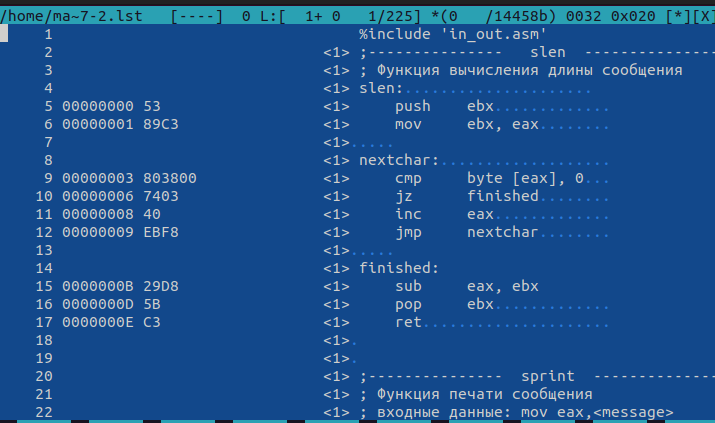 /home/ma~7-2.lst [----] 0 L:[ 1+ 0 1/225] *(0 /14458b) 0032 0x020 [*][X]
1 %include 'in_out.asm'
2 <1> ;--------------- slen ---------------
3 <1> ; Функция вычисления длины сообщения
4 <1> slen:.....................
5 00000000 53 <1> push ebx.............
6 00000001 89C3 <1> mov ebx, eax........
7 <1>.....
8 <1> nextchar:...................
9 00000003 803800 <1> cmp byte [eax], 0...
10 00000006 7403 <1> jz finished........
11 00000008 40 <1> inc eax.............
12 00000009 EBF8 <1> jmp nextchar........
13 <1>.....
14 <1> finished:
15 0000000B 29D8 <1> sub eax, ebx
16 0000000D 5B <1> pop ebx.............
17 0000000E C3 <1> ret.....................
18 <1>.
19 <1>.
20 <1> ;--------------- sprint ---------------
21 <1> ; Функция печати сообщения
22 <1> ; входные данные: mov eax,<message>